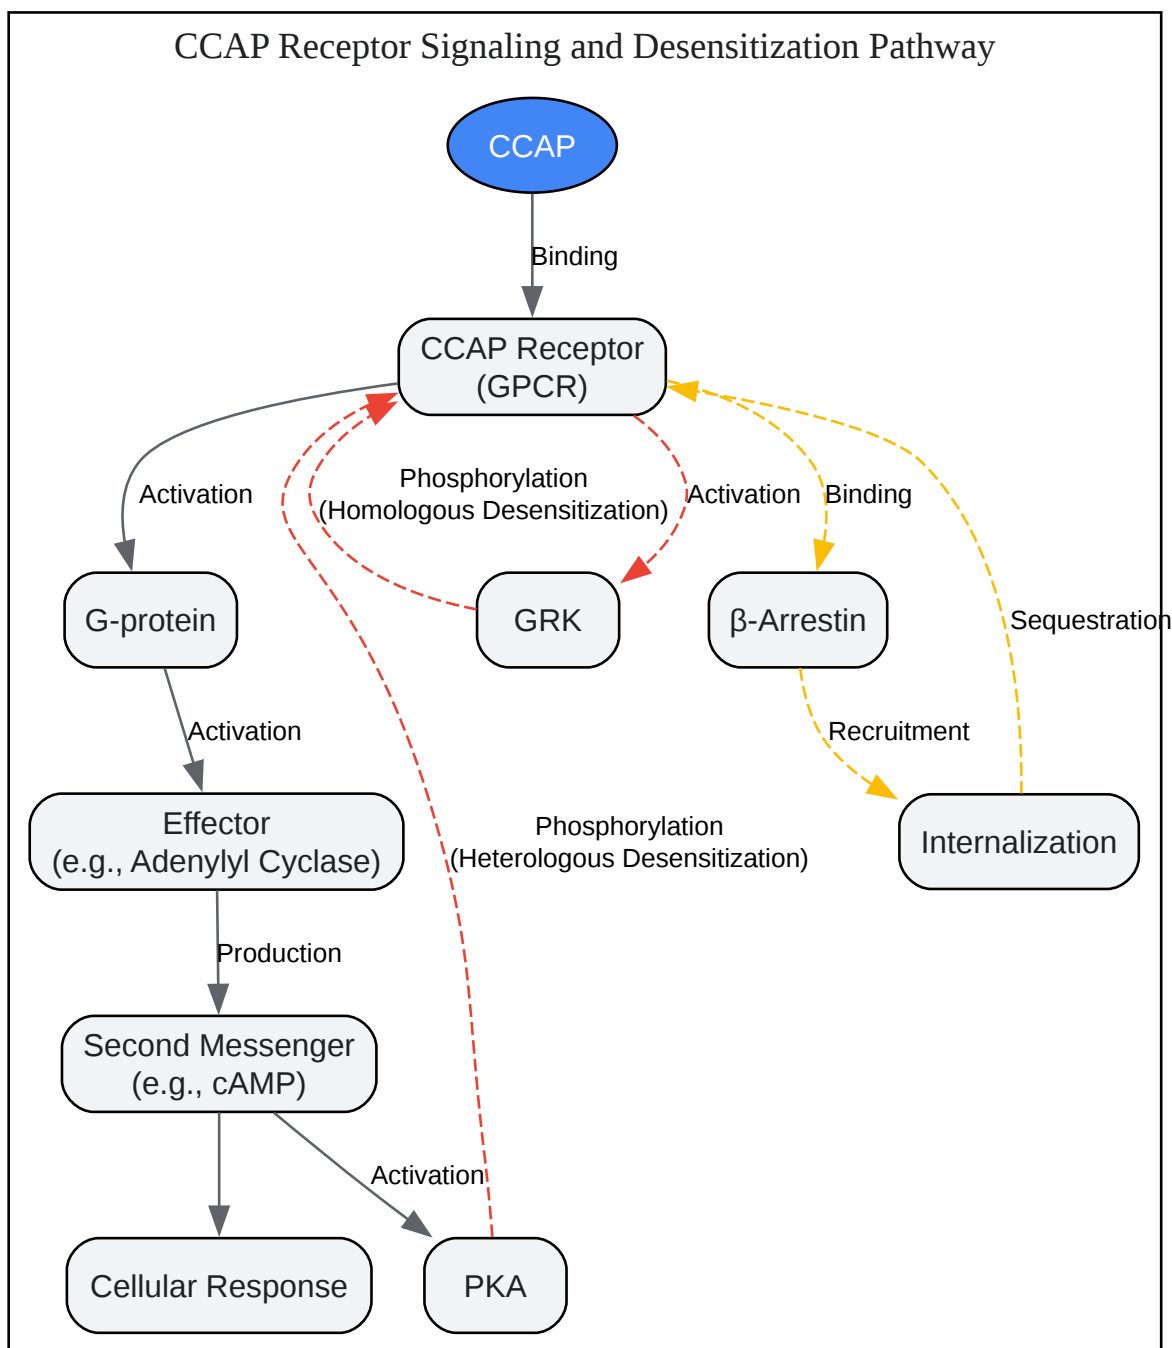 CCAP Receptor Signaling and Desensitization Pathway
CCAP
Binding
CCAP Receptor
(GPCR)
Activation
Phosphorylation
(Homologous Desensitization)
Activation
Binding
G-protein
GRK
β-Arrestin
Sequestration
Activation
Recruitment
Effector
(e.g., Adenylyl Cyclase)
Phosphorylation
(Heterologous Desensitization)
Internalization
Production
Second Messenger
(e.g., cAMP)
Activation
Cellular Response
PKA